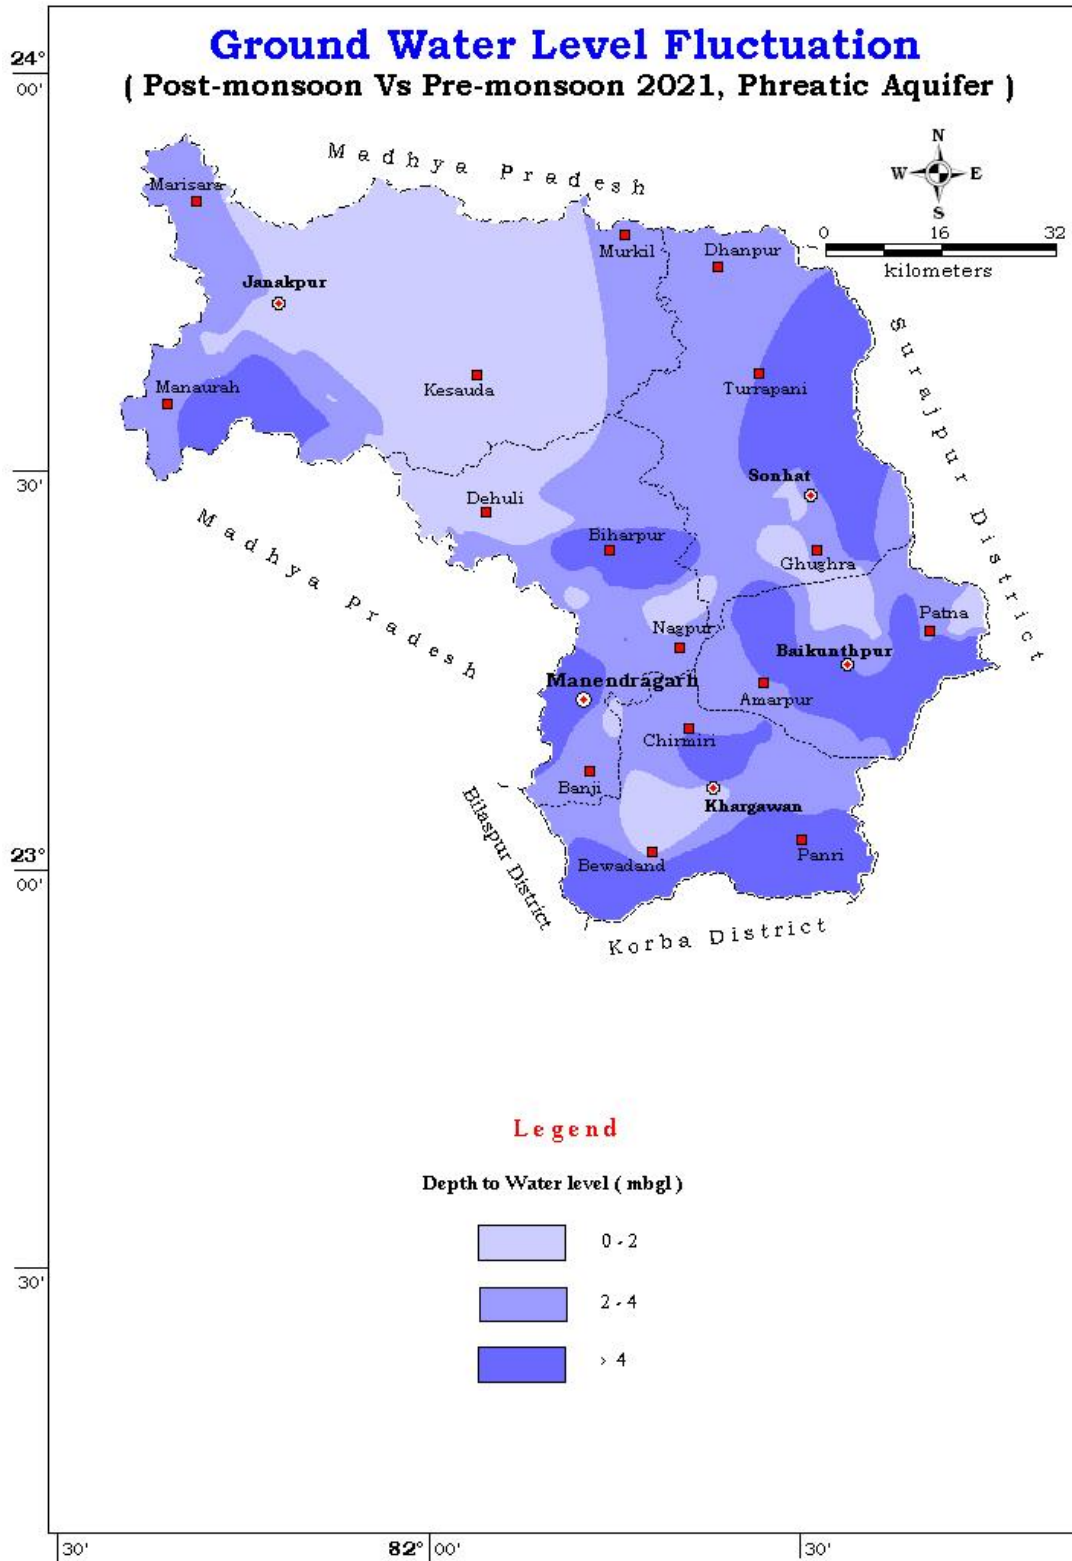 Ground Water Level Fluctuation
( Post-monsoon Vs Pre-monsoon 2021, Phreatic Aquifer )
24°
00'
Madhya Pradesh
N
W E
S
0 16 32
kilometers
Marisara
Murkil
Dhanpur
Janakpur
Surajpur District
Manaurah
Kesauda
Turrapani
30'
Sonhat
Dehuli
Madhya Pradesh
Biharpur
Ghughra
Patna
Nagpur
Baikunthpur
Manendragarh
Amarpur
Chirmiri
Banji
Bilaspur District
Khargawan
23°
00'
Bewadand
Panri
Korba District
Legend
Depth to Water level ( mbgl )
0 - 2
30'
2 - 4
> 4
30' 82° 00' 30'